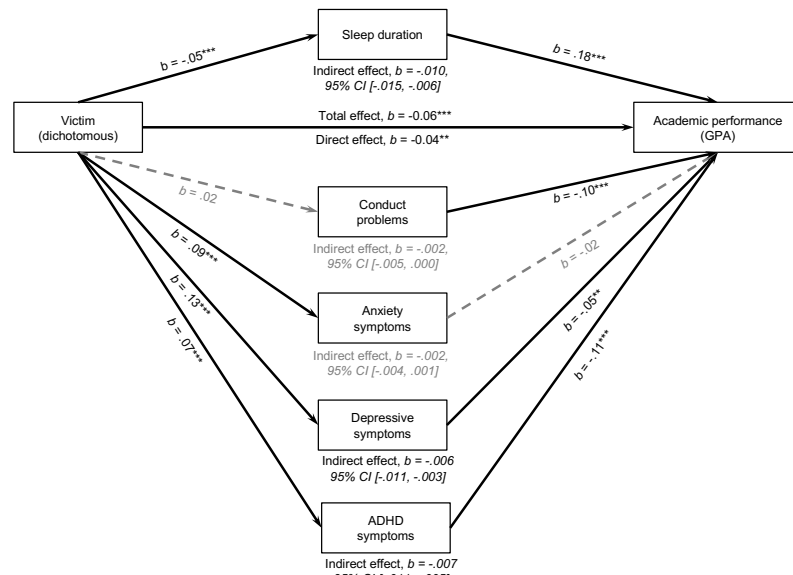 Sleep duration
b = -.05***
b = .18***
Indirect effect, b = -.010,
95% CI [-.015, -.006]
Victim
(dichotomous)
Total effect, b = -0.06***
Direct effect, b = -0.04**
Academic performance
(GPA)
b = .02
Conduct
problems
b = -.10***
Indirect effect, b = -.002,
95% CI [-.005, .000]
b = -.02
b = .09***
Anxiety
symptoms
b = .13***
b = -.05**
b = .07***
b = -.11***
Indirect effect, b = -.002,
95% CI [-.004, .001]
Depressive
symptoms
Indirect effect, b = -.006
95% CI [-.011, -.003]
ADHD
symptoms
Indirect effect, b = -.007